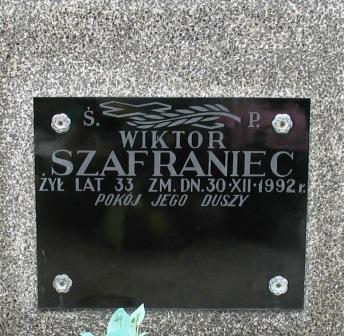 Ś. P.
WIKTOR
SZAFRANIEC
ŻYŁ LAT 33 ZM. DN. 30·XII·1992 r.
POKÓJ JEGO DUSZY